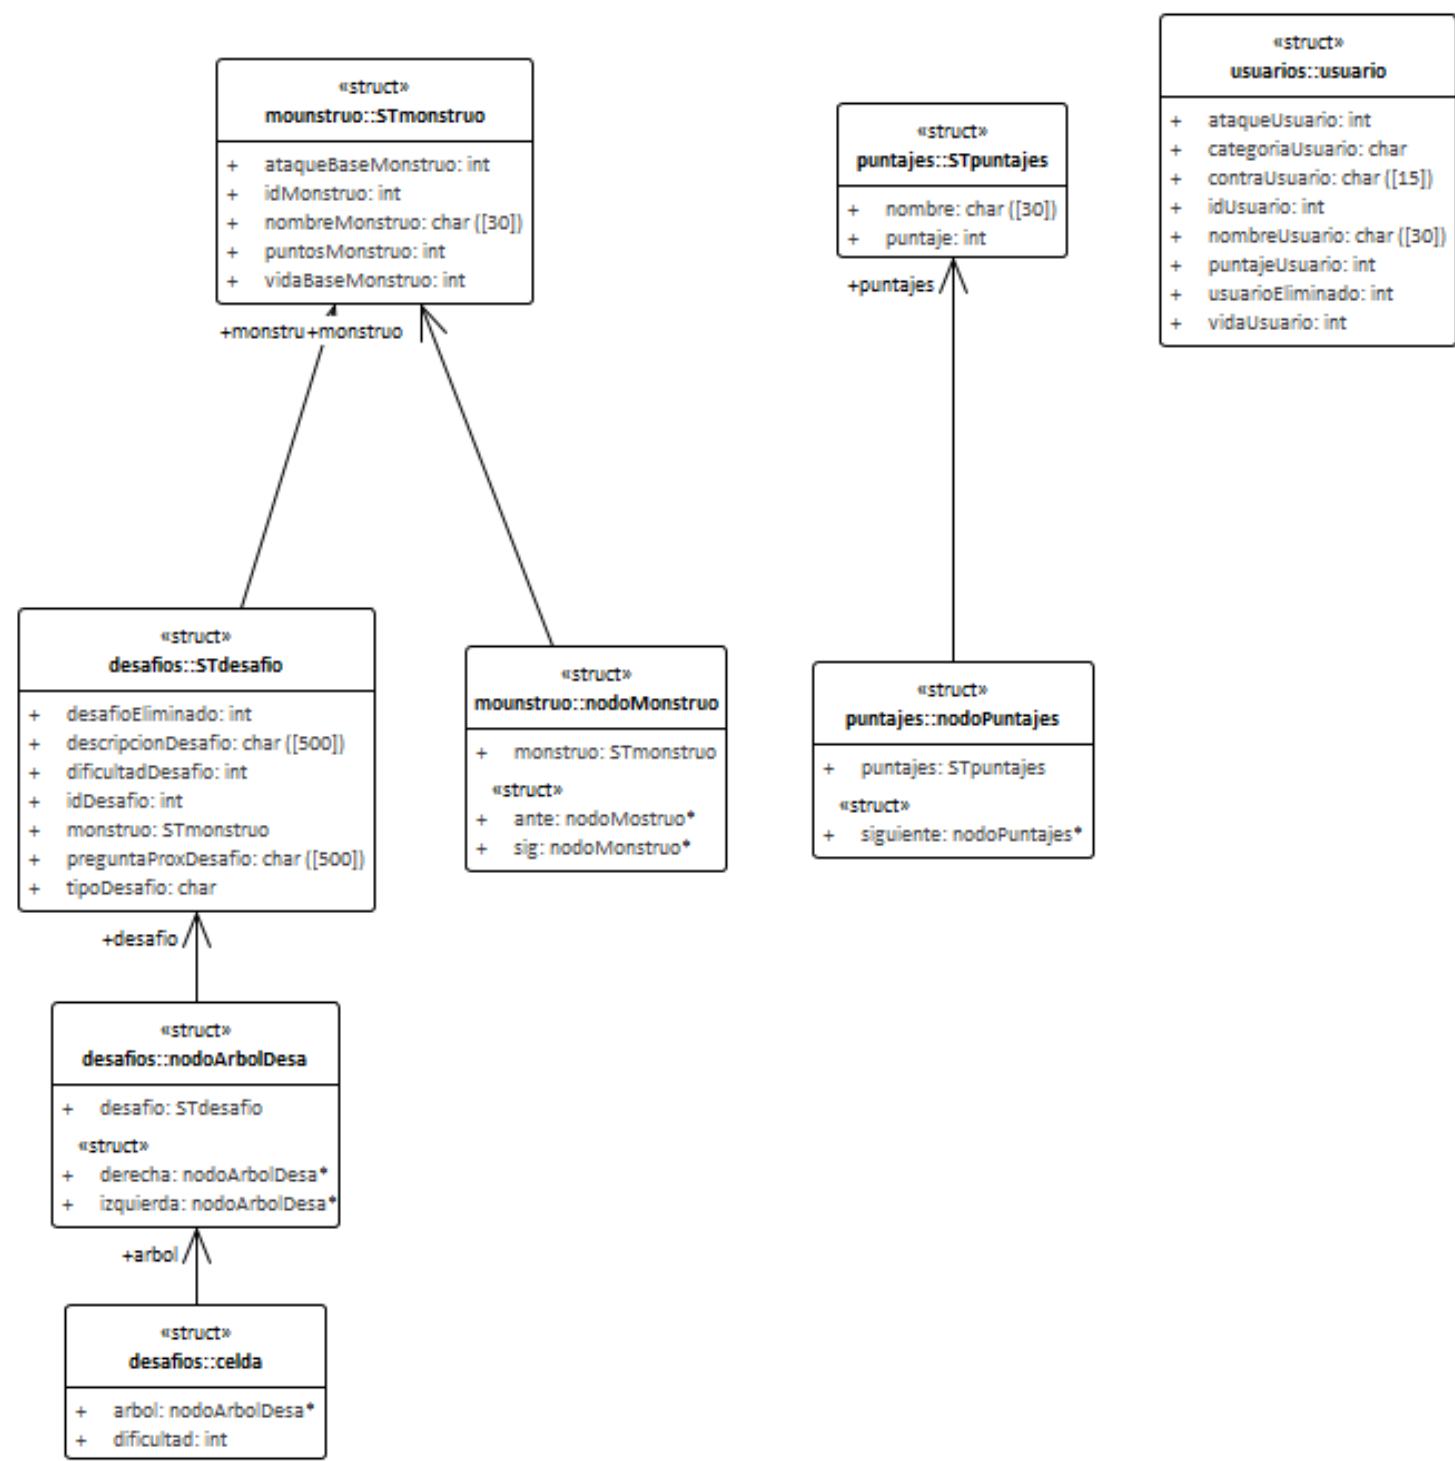 «struct»
mounstruo::STmonstruo
+ ataqueBaseMonstruo: int
+ idMonstruo: int
+ nombreMonstruo: char ([30])
+ puntosMonstruo: int
+ vidaBaseMonstruo: int
«struct»
puntajes::STpuntajes
+ nombre: char ([30])
+ puntaje: int
«struct»
usuarios::usuario
+ ataqueUsuario: int
+ categoriaUsuario: char
+ contraUsuario: char ([15])
+ idUsuario: int
+ nombreUsuario: char ([30])
+ puntajeUsuario: int
+ usuarioEliminado: int
+ vidaUsuario: int
+monstru+monstruo
+puntajes
«struct»
desafios::STdesafio
+ desafioEliminado: int
+ descripcionDesafio: char ([500])
+ dificultadDesafio: int
+ idDesafio: int
+ monstruo: STmonstruo
+ preguntaProxDesafio: char ([500])
+ tipoDesafio: char
«struct»
mounstruo::nodoMonstruo
+ monstruo: STmonstruo
«struct»
+ ante: nodoMostruo*
+ sig: nodoMonstruo*
«struct»
puntajes::nodoPuntajes
+ puntajes: STpuntajes
«struct»
+ siguiente: nodoPuntajes*
+desafio
«struct»
desafios::nodoArbolDesa
+ desafio: STdesafio
«struct»
+ derecha: nodoArbolDesa*
+ izquierda: nodoArbolDesa*
+arbol
«struct»
desafios::celda
+ arbol: nodoArbolDesa*
+ dificultad: int